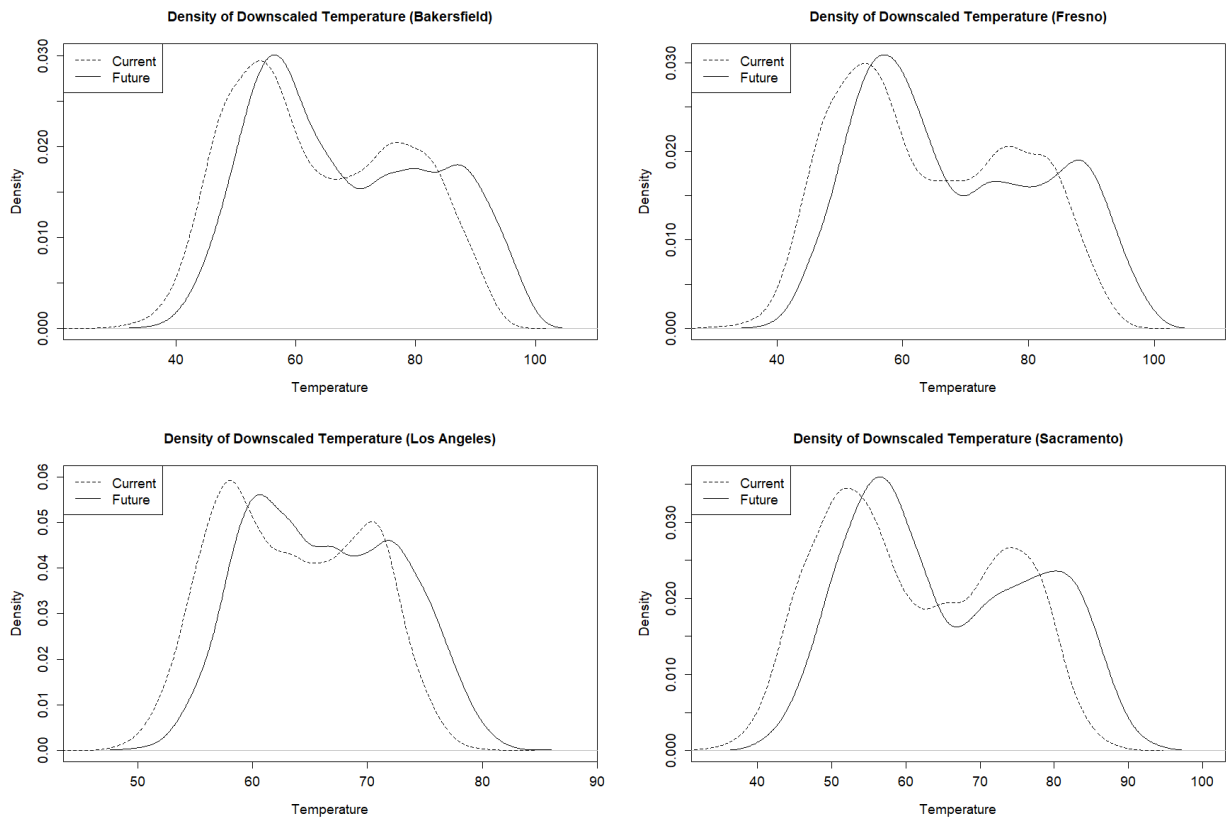 Density of Downscaled Temperature (Bakersfield)
Current
Future
Density
0.000 0.010 0.020 0.030
40 60 80 100
Temperature
Density of Downscaled Temperature (Fresno)
Current
Future
Density
0.000 0.010 0.020 0.030
40 60 80 100
Temperature
Density of Downscaled Temperature (Los Angeles)
Current
Future
Density
0.00 0.01 0.02 0.03 0.04 0.05 0.06
50 60 70 80 90
Temperature
Density of Downscaled Temperature (Sacramento)
Current
Future
Density
0.000 0.010 0.020 0.030
40 50 60 70 80 90 100
Temperature